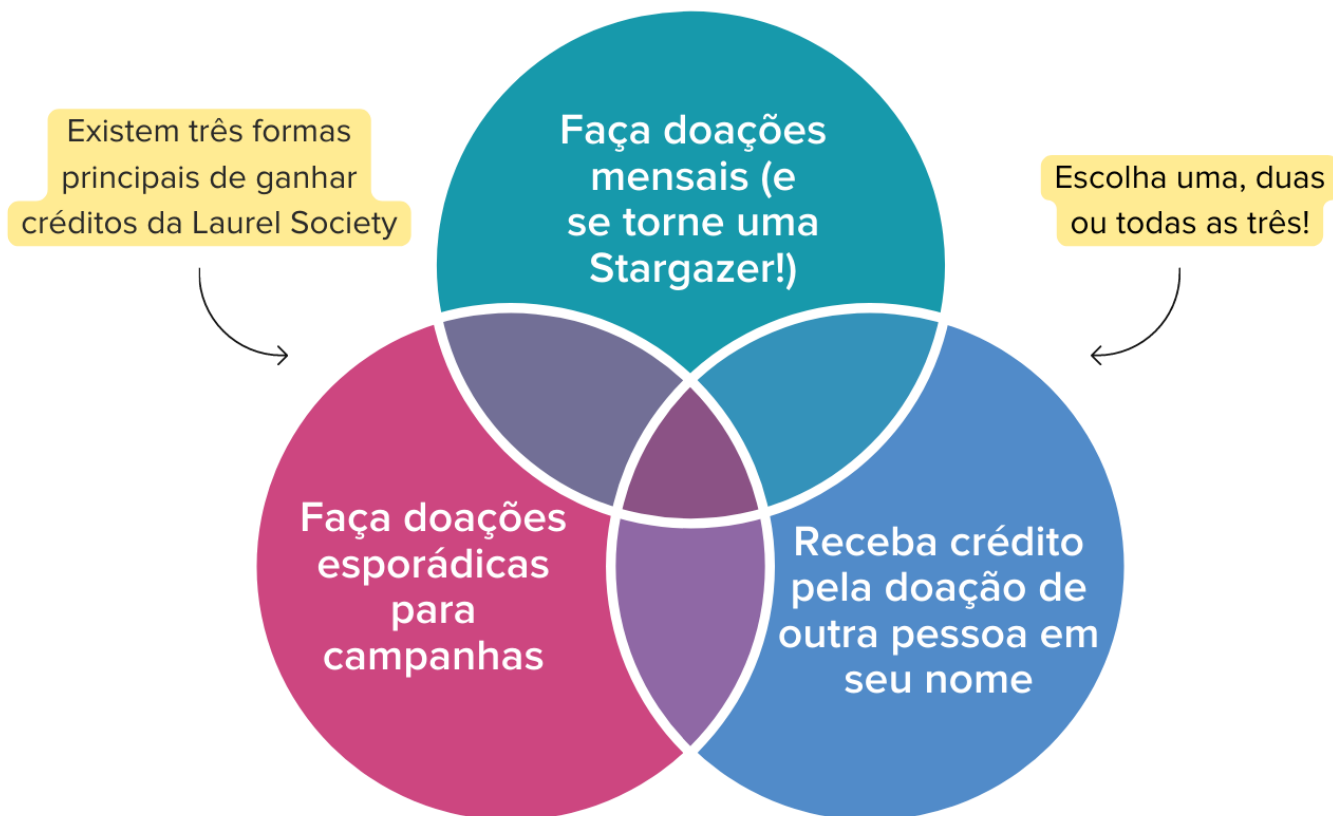 Existem três formas
principais de ganhar
créditos da Laurel Society
Faça doações
mensais (e
se torne uma
Stargazer!)
Escolha uma, duas
ou todas as três!
Faça doações
esporádicas
para
campanhas
Receba crédito
pela doação de
outra pessoa em
seu nome